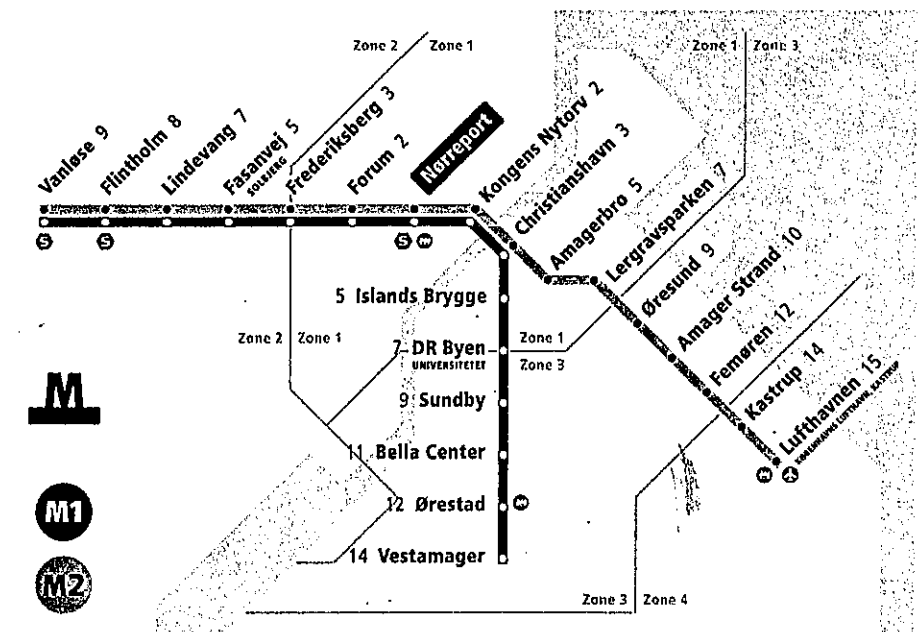 Zone 2 Zone 1
Zone 1 Zone 3
Vanløse 9
Flintholm 8
Lindevang 7
Fasanvej 5
SOLBJERG
Frederiksberg 3
Forum 2
Nørreport
Kongens Nytorv 2
Christianshavn 3
Amagerbro 5
Lergravsparken 7
Øresund 9
Amager Strand 10
Femøren 12
Kastrup 14
Lufthavnen 15
KØBENHAVNS LUFTHAVN, KASTRUP
S
S
S M
5 Islands Brygge
Zone 2 Zone 1
7 DR Byen
UNIVERSITETET
Zone 1
Zone 3
9 Sundby
11 Bella Center
12 Ørestad
14 Vestamager
Zone 3 Zone 4
M
M1
M2